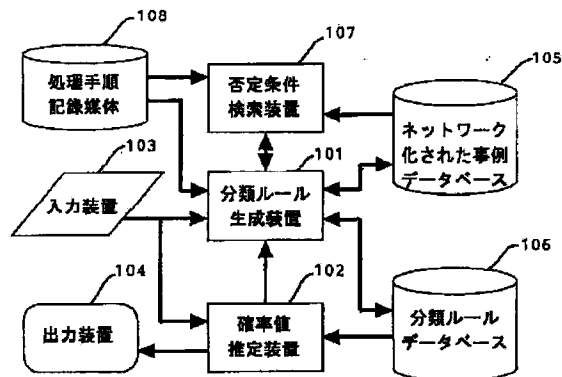 108
処理手順
記録媒体
107
否定条件
検索装置
105
ネットワーク
化された事例
データベース
103
入力装置
101
分類ルール
生成装置
106
分類ルール
データベース
104
出力装置
102
確率値
推定装置